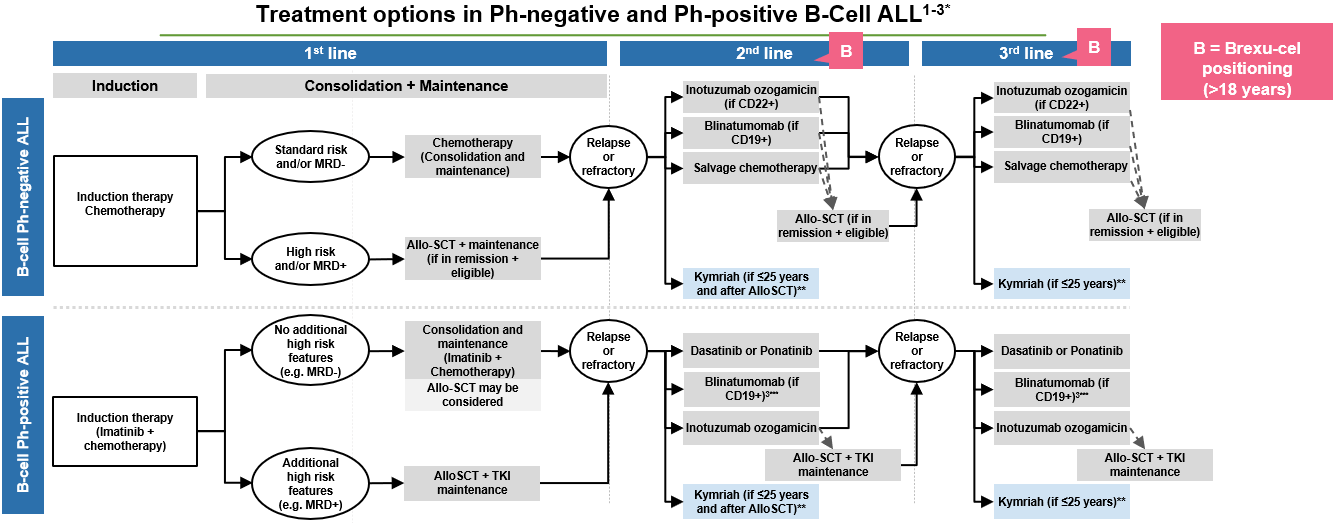 Treatment options in Ph-negative and Ph-positive B-Cell ALL1-3*
1st line
2nd line
B
3rd line
B
B = Brexu-cel
positioning
(>18 years)
Induction
Consolidation + Maintenance
B-cell Ph-negative ALL
Induction therapy
Chemotherapy
Standard risk
and/or MRD-
Chemotherapy
(Consolidation and
maintenance)
High risk
and/or MRD+
Allo-SCT + maintenance
(if in remission +
eligible)
Relapse
or
refractory
Inotuzumab ozogamicin
(if CD22+)
Blinatumomab (if
CD19+)
Salvage chemotherapy
Allo-SCT (if in
remission + eligible)
Kymriah (if ≤25 years
and after AlloSCT)**
Relapse
or
refractory
Inotuzumab ozogamicin
(if CD22+)
Blinatumomab (if
CD19+)
Salvage chemotherapy
Allo-SCT (if in
remission + eligible)
Kymriah (if ≤25 years)**
B-cell Ph-positive ALL
Induction therapy
(Imatinib +
chemotherapy)
No additional
high risk
features
(e.g. MRD-)
Consolidation and
maintenance
(Imatinib +
Chemotherapy)
Allo-SCT may be
considered
Additional
high risk
features
(e.g. MRD+)
AlloSCT + TKI
maintenance
Relapse
or
refractory
Dasatinib or Ponatinib
Blinatumomab (if
CD19+)3***
Inotuzumab ozogamicin
Allo-SCT + TKI
maintenance
Kymriah (if ≤25 years
and after AlloSCT)**
Relapse
or
refractory
Dasatinib or Ponatinib
Blinatumomab (if
CD19+)3***
Inotuzumab ozogamicin
Allo-SCT + TKI
maintenance
Kymriah (if ≤25 years)**